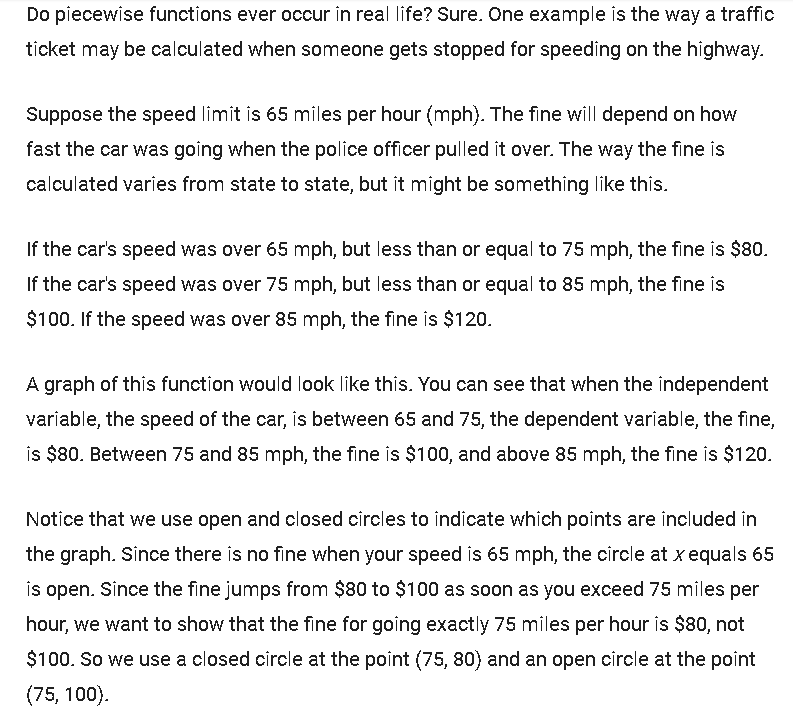 Do piecewise functions ever occur in real life? Sure. One example is the way a traffic
ticket may be calculated when someone gets stopped for speeding on the highway.
Suppose the speed limit is 65 miles per hour (mph). The fine will depend on how
fast the car was going when the police officer pulled it over. The way the fine is
calculated varies from state to state, but it might be something like this.
If the car's speed was over 65 mph, but less than or equal to 75 mph, the fine is $80.
If the car's speed was over 75 mph, but less than or equal to 85 mph, the fine is
$100. If the speed was over 85 mph, the fine is $120.
A graph of this function would look like this. You can see that when the independent
variable, the speed of the car, is between 65 and 75, the dependent variable, the fine,
is $80. Between 75 and 85 mph, the fine is $100, and above 85 mph, the fine is $120.
Notice that we use open and closed circles to indicate which points are included in
the graph. Since there is no fine when your speed is 65 mph, the circle at x equals 65
is open. Since the fine jumps from $80 to $100 as soon as you exceed 75 miles per
hour, we want to show that the fine for going exactly 75 miles per hour is $80, not
$100. So we use a closed circle at the point (75, 80) and an open circle at the point
(75, 100).